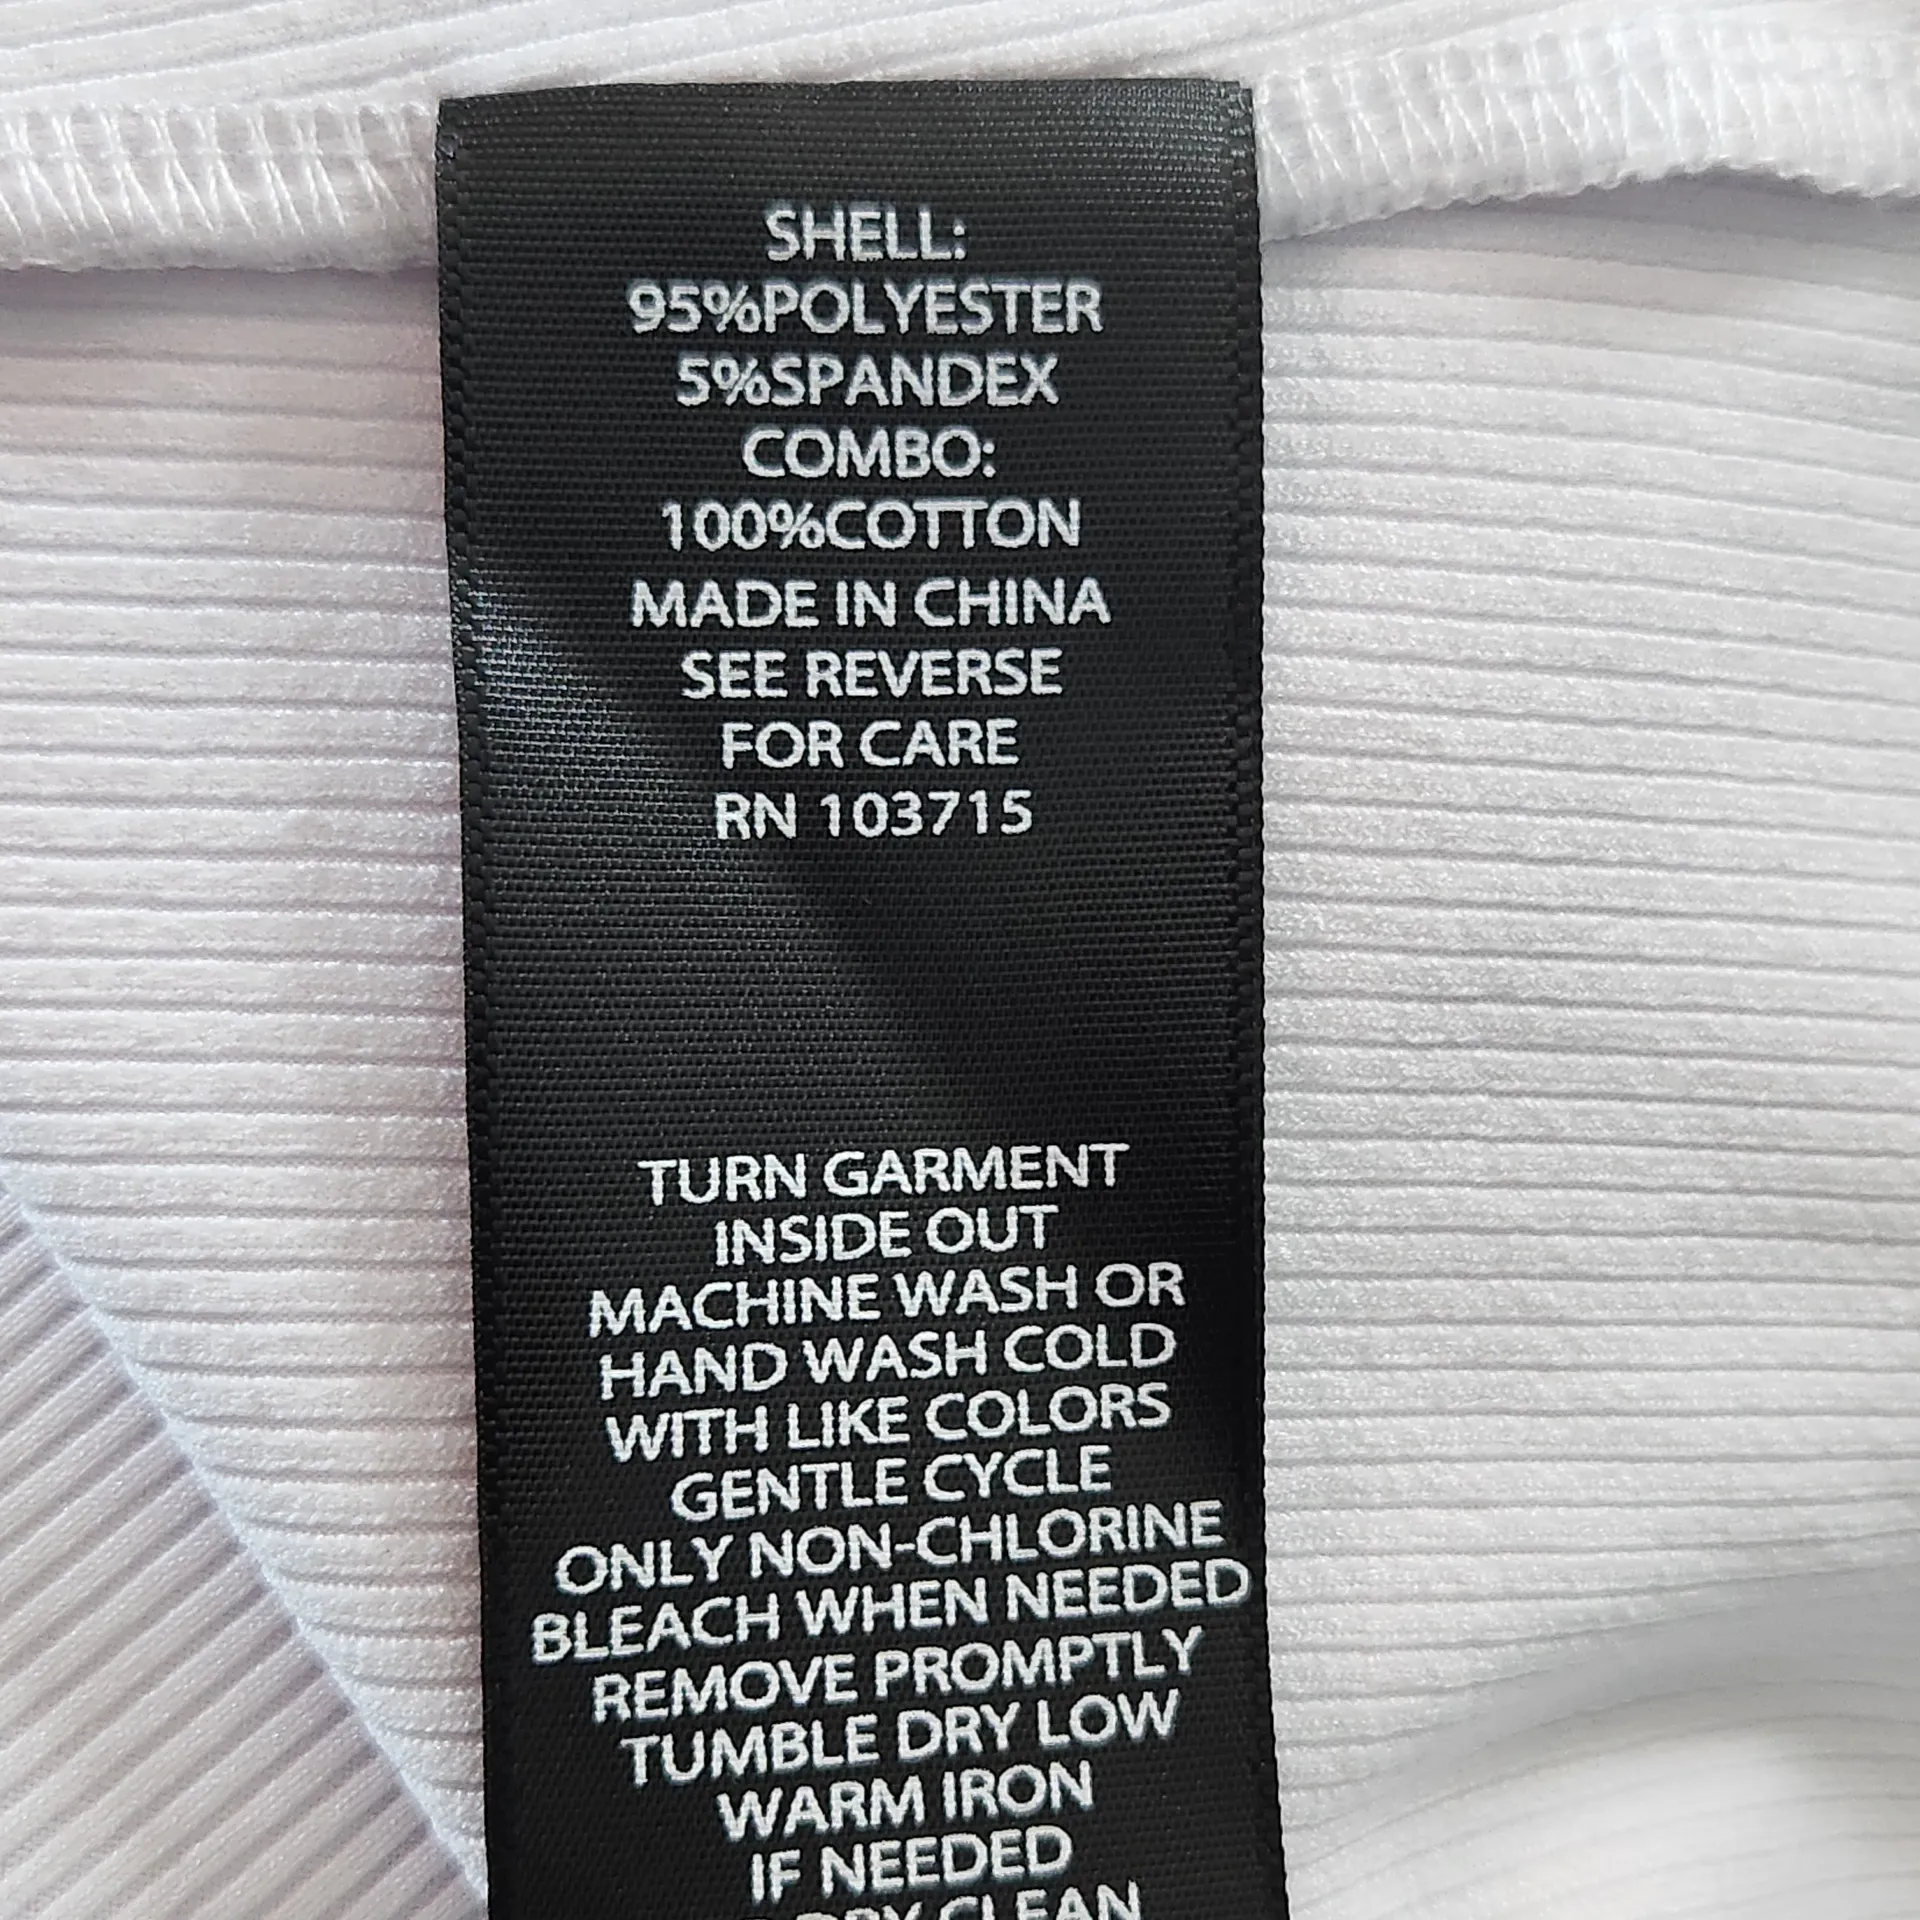 SHELL:
95%POLYESTER
5%SPANDEX
COMBO:
100%COTTON
MADE IN CHINA
SEE REVERSE
FOR CARE
RN 103715
TURN GARMENT
INSIDE OUT
MACHINE WASH OR
HAND WASH COLD
WITH LIKE COLORS
GENTLE CYCLE
ONLY NON-CHLORINE
BLEACH WHEN NEEDED
REMOVE PROMPTLY
TUMBLE DRY LOW
WARM IRON
IF NEEDED
DRY CLEAN